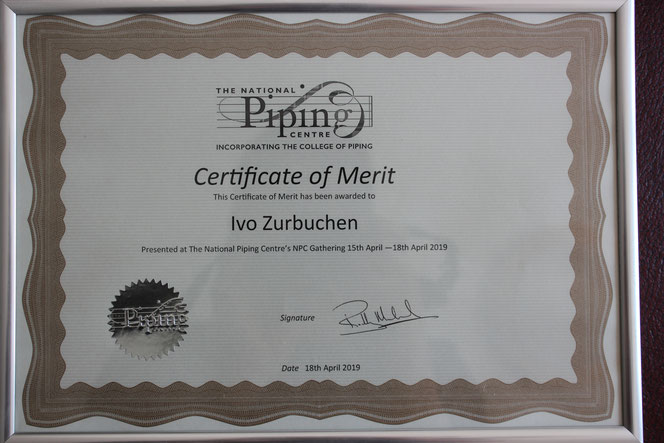 THE NATIONAL
Piping
CENTRE
INCORPORATING THE COLLEGE OF PIPING
Certificate of Merit
This Certificate of Merit has been awarded to
Ivo Zurbuchen
Presented at The National Piping Centre's NPC Gathering 15th April —18th April 2019
Piping
Signature
Date 18th April 2019